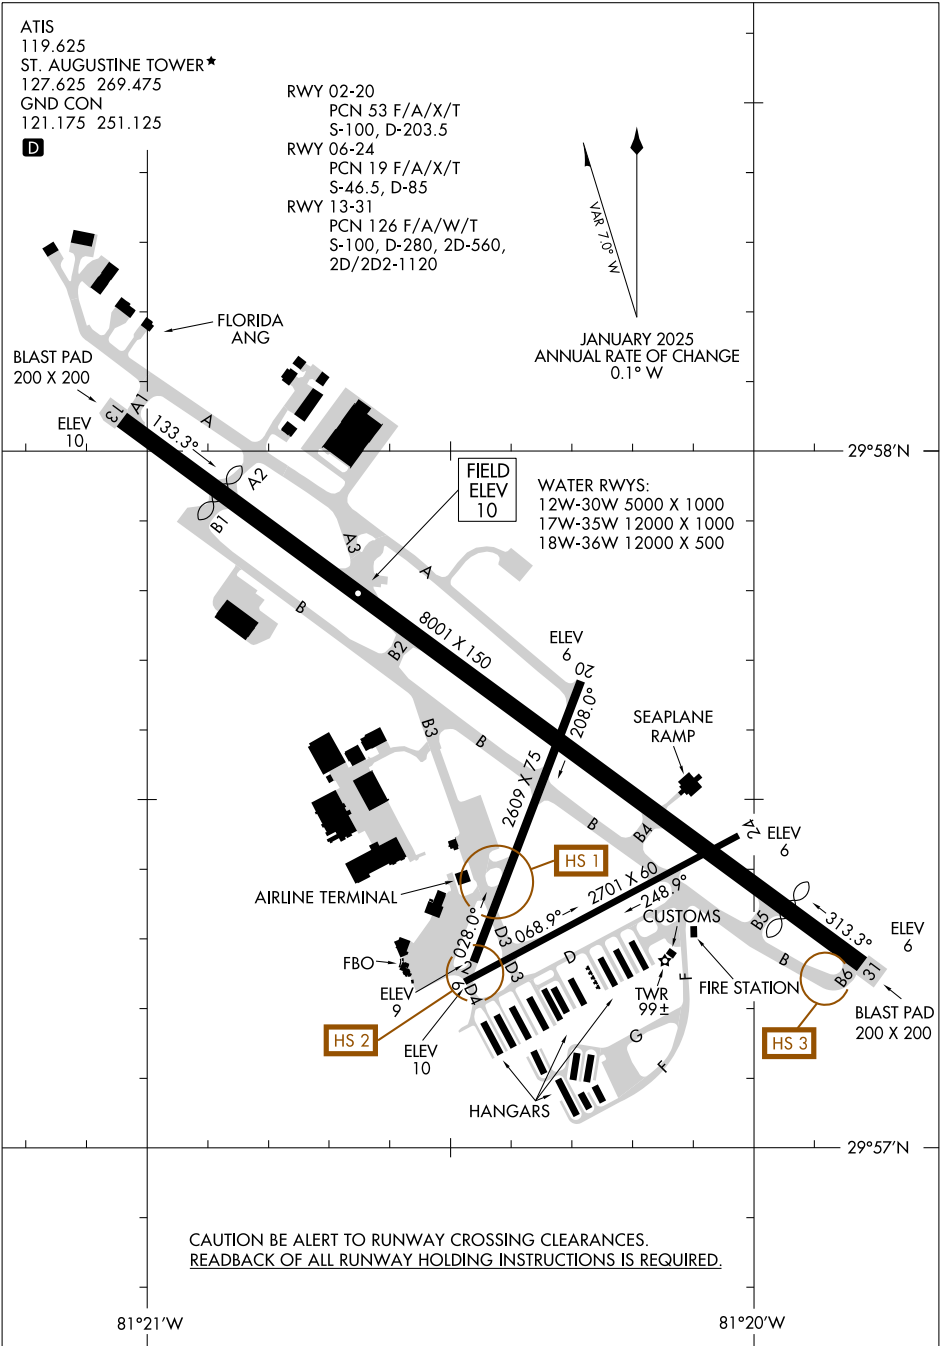 ATIS
119.625
ST. AUGUSTINE TOWER★
127.625 269.475
GND CON
121.175 251.125
D
RWY 02-20
PCN 53 F/A/X/T
S-100, D-203.5
RWY 06-24
PCN 19 F/A/X/T
S-46.5, D-85
RWY 13-31
PCN 126 F/A/W/T
S-100, D-280, 2D-560,
2D/2D2-1120
VAR 7.0° W
JANUARY 2025
ANNUAL RATE OF CHANGE
0.1° W
FLORIDA
ANG
BLAST PAD
200 X 200
ELEV
10
13
A1
A
133.3°
A2
B1
29°58'N
FIELD
ELEV
10
WATER RWYS:
12W-30W 5000 X 1000
17W-35W 12000 X 1000
18W-36W 12000 X 500
A3
A
B
8001 X 150
B2
ELEV
6
20
208.0°
SEAPLANE
RAMP
B3
B
2609 X 75
B
B4
24
ELEV
6
HS 1
AIRLINE TERMINAL
2701 X 60
248.9°
068.9°
028.0°
CUSTOMS
B5
313.3°
ELEV
6
D3
D3
D
B
B6
31
FBO
2
6
D4
ELEV
9
TWR
99±
F
FIRE STATION
BLAST PAD
200 X 200
HS 2
ELEV
10
G
F
HS 3
HANGARS
29°57'N
CAUTION BE ALERT TO RUNWAY CROSSING CLEARANCES.
READBACK OF ALL RUNWAY HOLDING INSTRUCTIONS IS REQUIRED.
81°21'W
81°20'W